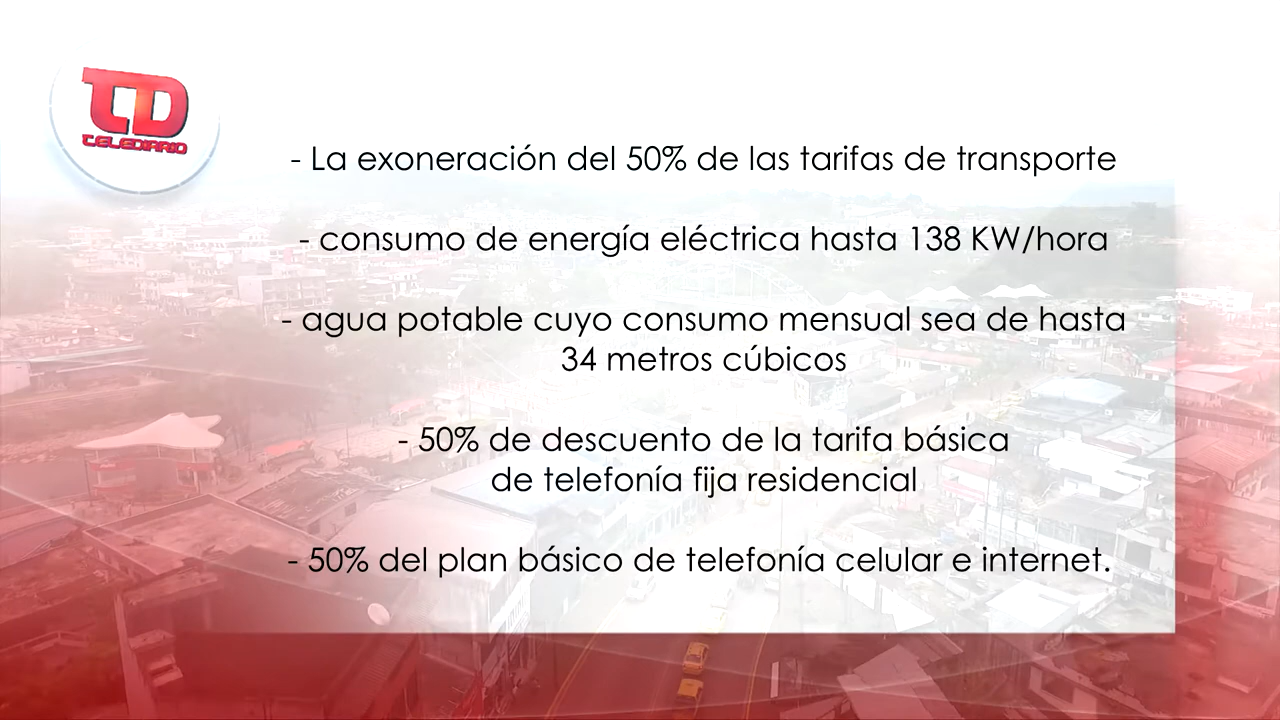 TD
TELEDIARIO
- La exoneración del 50% de las tarifas de transporte
- consumo de energía eléctrica hasta 138 KW/hora
- agua potable cuyo consumo mensual sea de hasta
34 metros cúbicos
- 50% de descuento de la tarifa básica
de telefonía fija residencial
- 50% del plan básico de telefonía celular e internet.